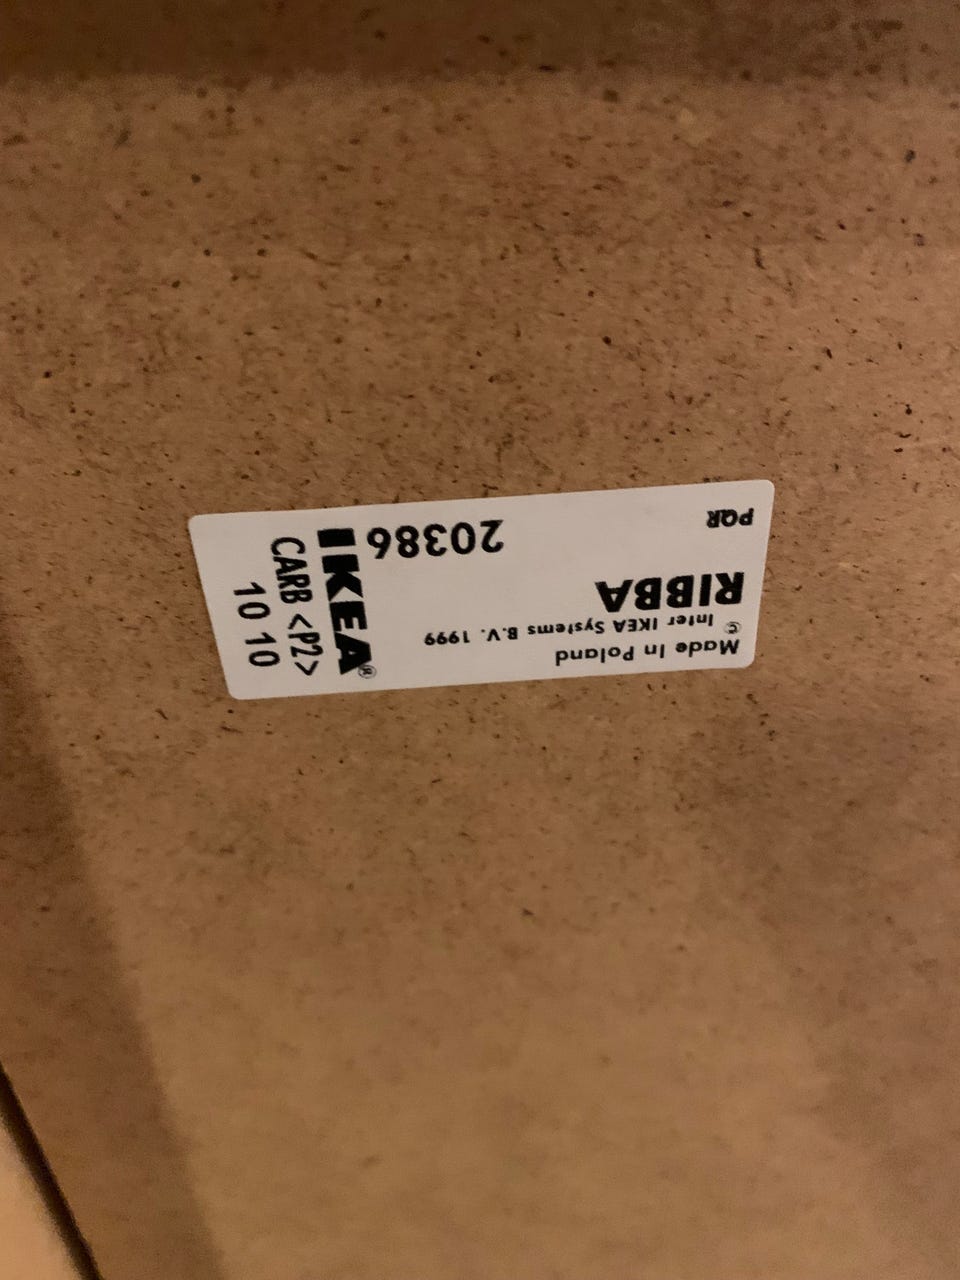 Made In Poland
© Inter IKEA Systems B.V. 1999
RIBBA
20386
PQR
IKEA®
CARB <P2>
10 10